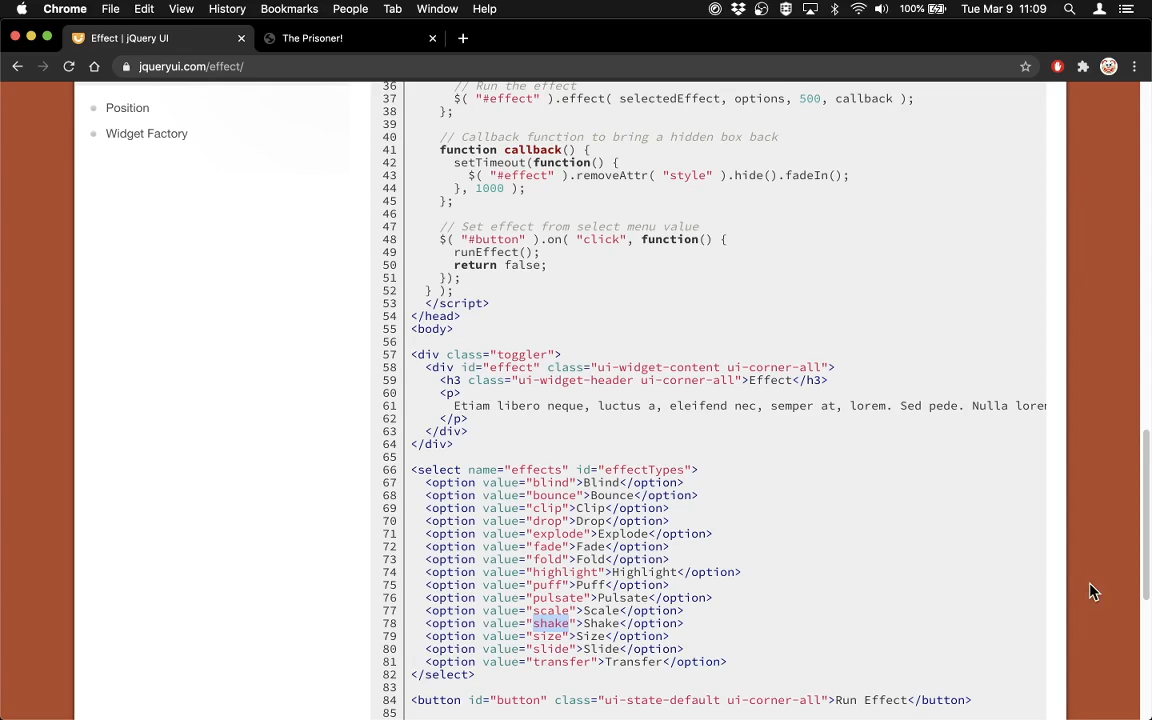 Chrome File Edit View History Bookmarks People Tab Window Help 100% Tue Mar 9 11:09
Effect | jQuery UI The Prisoner!
jqueryui.com/effect/
Position
Widget Factory
36 // Run the effect
37 $( "#effect" ).effect( selectedEffect, options, 500, callback );
38 };
39
40 // Callback function to bring a hidden box back
41 function callback() {
42 setTimeout(function() {
43 $( "#effect" ).removeAttr( "style" ).hide().fadeIn();
44 }, 1000 );
45 };
46
47 // Set effect from select menu value
48 $( "#button" ).on( "click", function() {
49 runEffect();
50 return false;
51 });
52 } );
53 </script>
54 </head>
55 <body>
56
57 <div class="toggler">
58 <div id="effect" class="ui-widget-content ui-corner-all">
59 <h3 class="ui-widget-header ui-corner-all">Effect</h3>
60 <p>
61 Etiam libero neque, luctus a, eleifend nec, semper at, lorem. Sed pede. Nulla lorem
62 </p>
63 </div>
64 </div>
65
66 <select name="effects" id="effectTypes">
67 <option value="blind">Blind</option>
68 <option value="bounce">Bounce</option>
69 <option value="clip">Clip</option>
70 <option value="drop">Drop</option>
71 <option value="explode">Explode</option>
72 <option value="fade">Fade</option>
73 <option value="fold">Fold</option>
74 <option value="highlight">Highlight</option>
75 <option value="puff">Puff</option>
76 <option value="pulsate">Pulsate</option>
77 <option value="scale">Scale</option>
78 <option value="shake">Shake</option>
79 <option value="size">Size</option>
80 <option value="slide">Slide</option>
81 <option value="transfer">Transfer</option>
82 </select>
83
84 <button id="button" class="ui-state-default ui-corner-all">Run Effect</button>
85